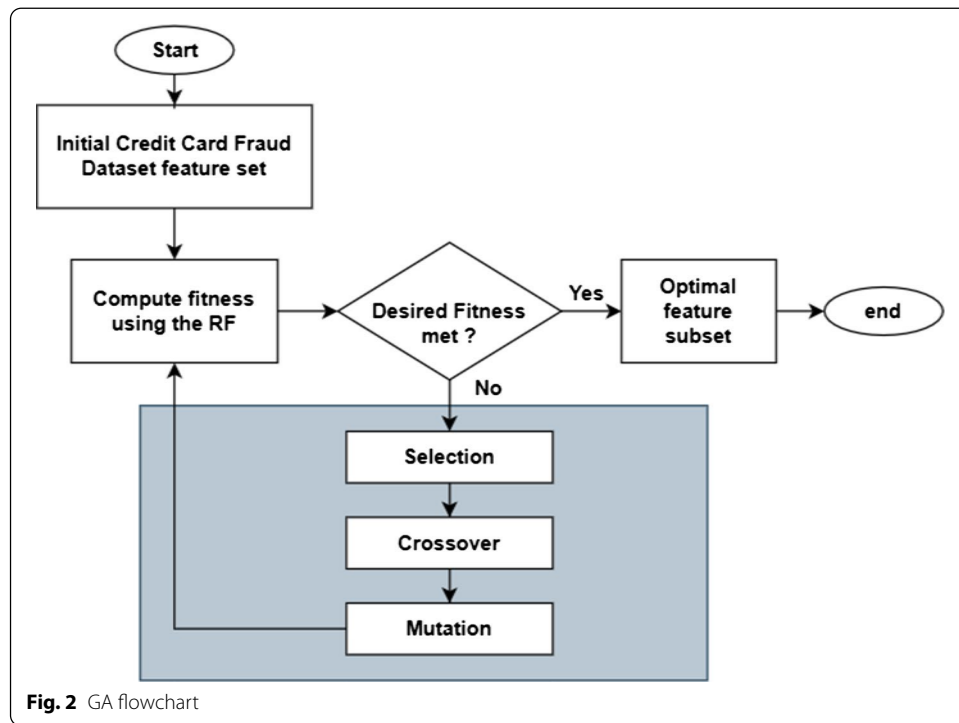 Start
Initial Credit Card Fraud
Dataset feature set
Compute fitness
using the RF
Desired Fitness
met ?
Yes
Optimal
feature
subset
end
No
Selection
Crossover
Mutation
Fig. 2 GA flowchart